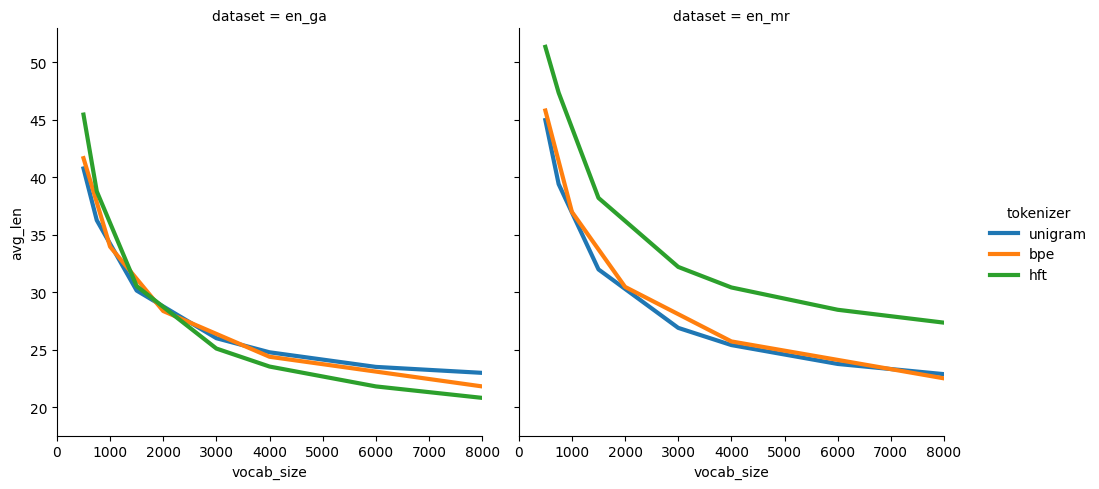 dataset = en_ga
dataset = en_mr
50
45
40
35
30
25
20
avg_len
0 1000 2000 3000 4000 5000 6000 7000 8000
vocab_size
0 1000 2000 3000 4000 5000 6000 7000 8000
vocab_size
tokenizer
unigram
bpe
hft